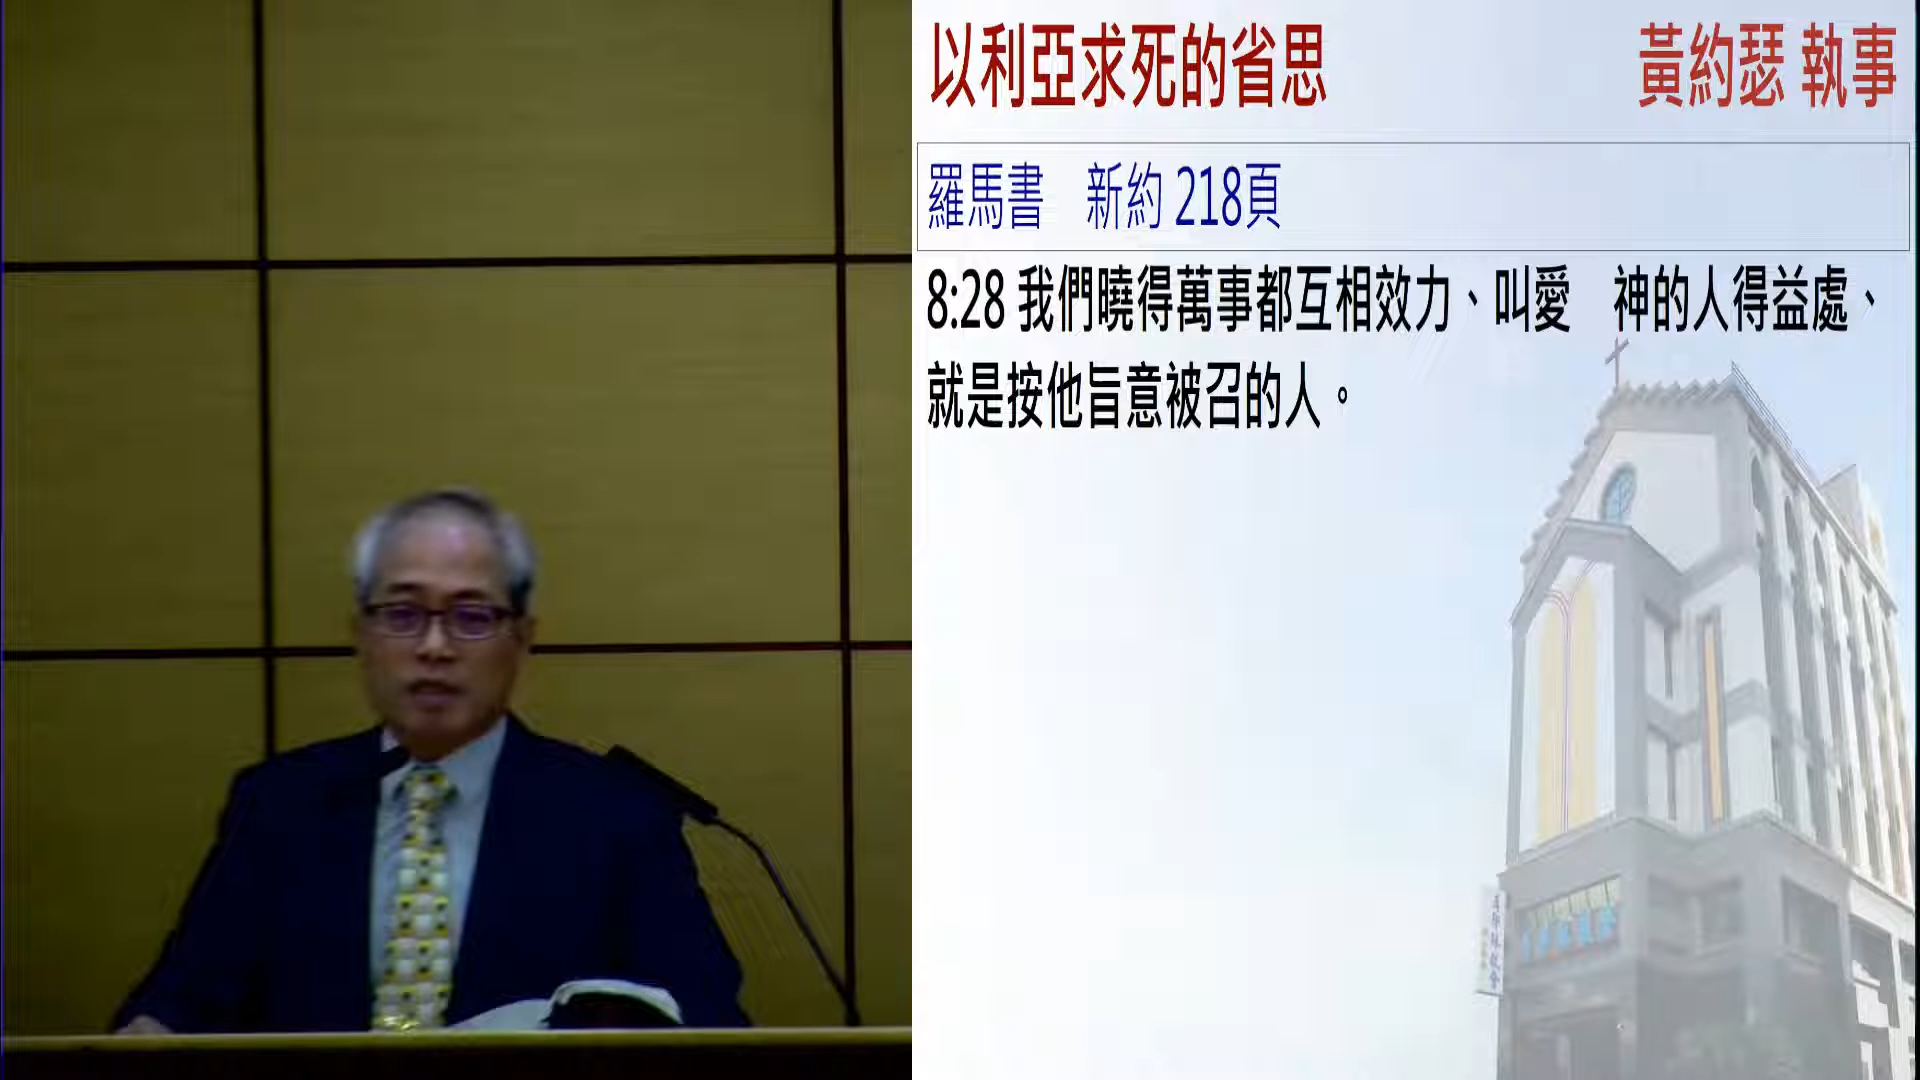 以利亞求死的省思 黃約瑟 執事
羅馬書　新約 218頁
8:28 我們曉得萬事都互相效力、叫愛　神的人得益處、
就是按他旨意被召的人。